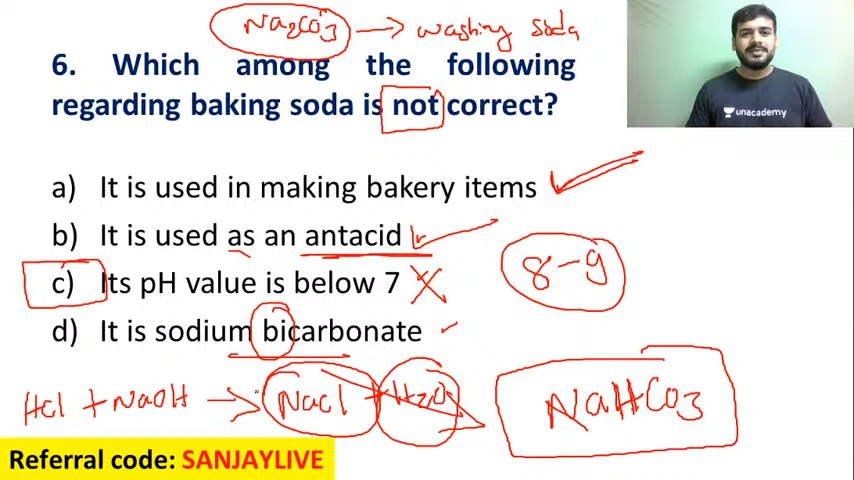 Na2CO3 → washing soda
6. Which among the following
regarding baking soda is not correct?
unacademy
a) It is used in making bakery items
b) It is used as an antacid
c) Its pH value is below 7
8-9
d) It is sodium bicarbonate
HCl + NaOH → NaCl + H2O
NaHCO3
Referral code: SANJAYLIVE